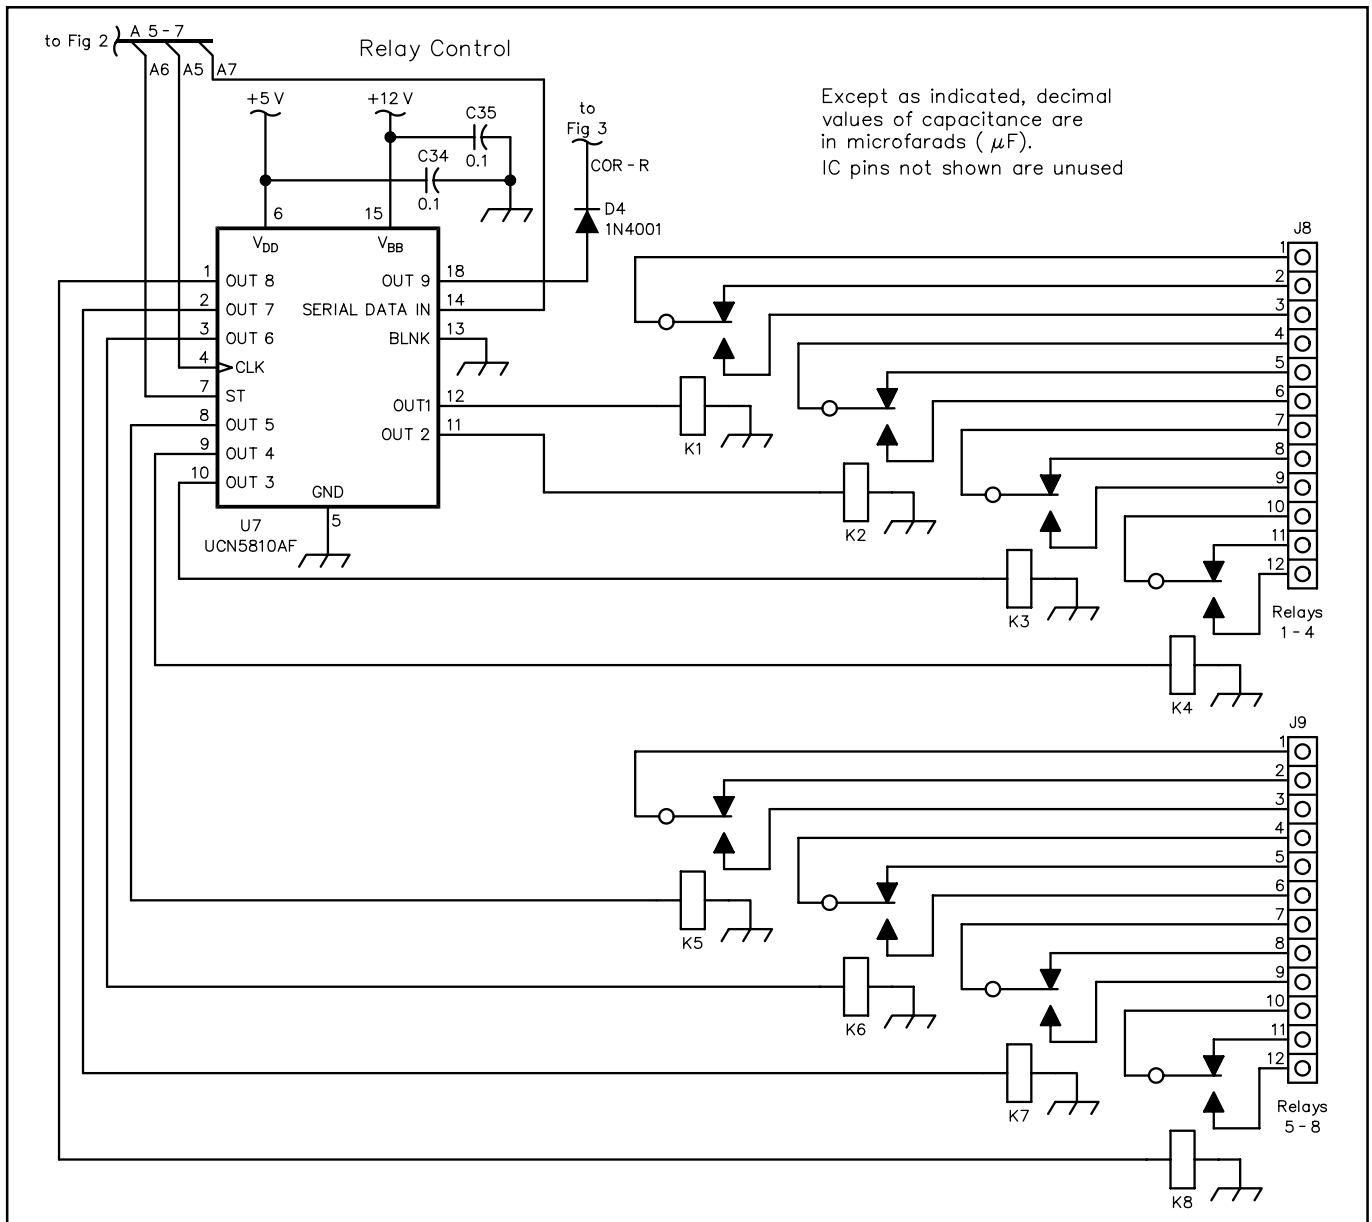 to Fig 2
A 5-7
Relay Control
A6
A5
A7
+5 V
+12 V
C35
0.1
C34
0.1
to
Fig 3
COR-R
D4
1N4001
Except as indicated, decimal
values of capacitance are
in microfarads ( μF).
IC pins not shown are unused
6
15
VDD
VBB
1
OUT 8
2
OUT 7
3
OUT 6
4
CLK
7
ST
8
OUT 5
9
OUT 4
10
OUT 3
OUT 9
18
SERIAL DATA IN
14
BLNK
13
OUT1
12
OUT 2
11
GND
5
U7
UCN5810AF
K1
K2
K3
K4
J8
1
2
3
4
5
6
7
8
9
10
11
12
Relays
1-4
K5
K6
K7
K8
J9
1
2
3
4
5
6
7
8
9
10
11
12
Relays
5-8